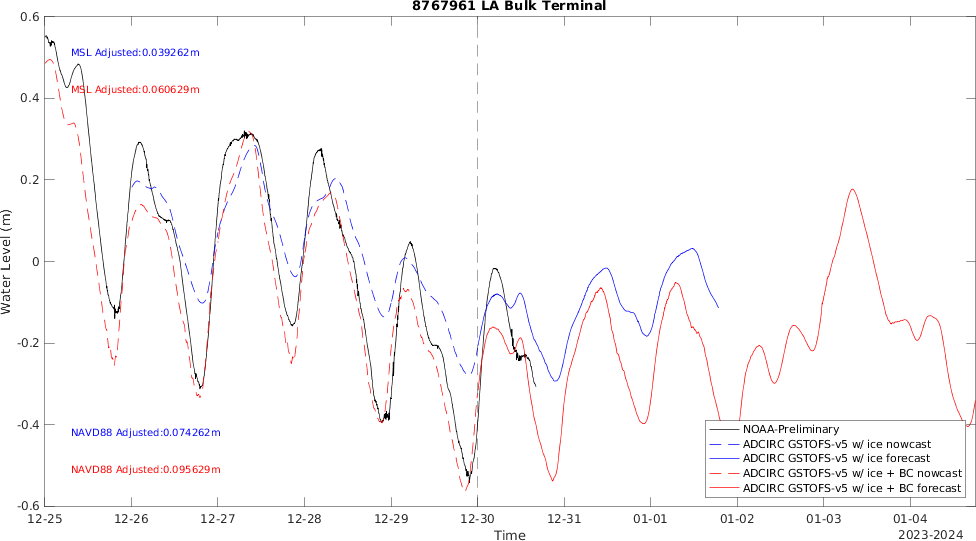 8767961 LA Bulk Terminal
0.6
0.4
0.2
0
-0.2
-0.4
-0.6
Water Level (m)
MSL Adjusted:0.039262m
MSL Adjusted:0.060629m
NAVD88 Adjusted:0.074262m
NAVD88 Adjusted:0.095629m
NOAA-Preliminary
ADCIRC GSTOFS-v5 w/ ice nowcast
ADCIRC GSTOFS-v5 w/ ice forecast
ADCIRC GSTOFS-v5 w/ ice + BC nowcast
ADCIRC GSTOFS-v5 w/ ice + BC forecast
12-25 12-26 12-27 12-28 12-29 12-30 12-31 01-01 01-02 01-03 01-04
Time
2023-2024